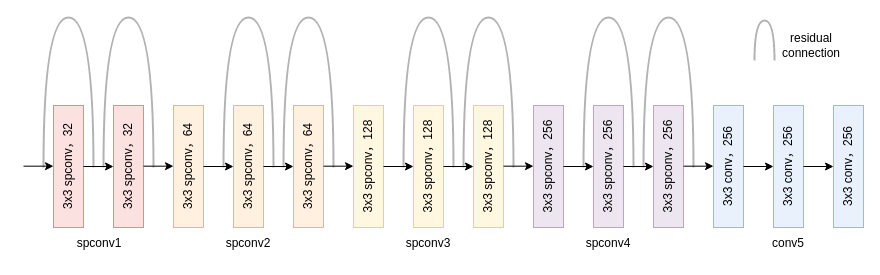 residual
connection
3x3 spconv, 32
3x3 spconv, 32
3x3 spconv, 64
3x3 spconv, 64
3x3 spconv, 64
3x3 spconv, 128
3x3 spconv, 128
3x3 spconv, 128
3x3 spconv, 256
3x3 spconv, 256
3x3 spconv, 256
3x3 conv, 256
3x3 conv, 256
3x3 conv, 256
spconv1
spconv2
spconv3
spconv4
conv5